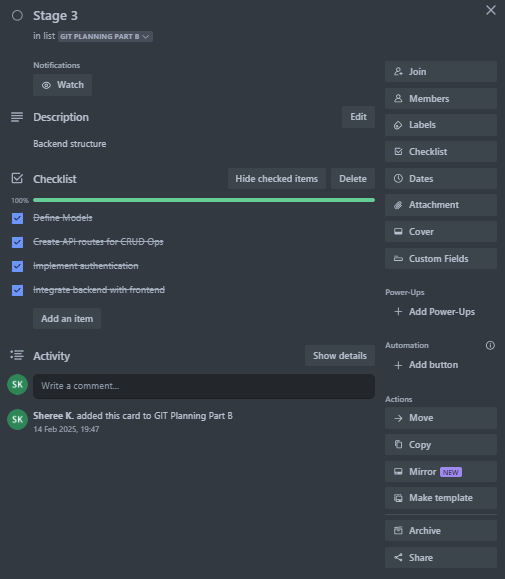 Stage 3
in list GIT PLANNING PART B
Notifications
Watch
Description
Edit
Backend structure
Checklist
Hide checked items
Delete
100%
Define Models
Create API routes for CRUD Ops
Implement authentication
Integrate backend with frontend
Add an item
Activity
Show details
SK
Write a comment…
SK
Sheree K. added this card to GIT Planning Part B
14 Feb 2025, 19:47
Join
Members
Labels
Checklist
Dates
Attachment
Cover
Custom Fields
Power-Ups
Add Power-Ups
Automation
Add button
Actions
Move
Copy
Mirror NEW
Make template
Archive
Share